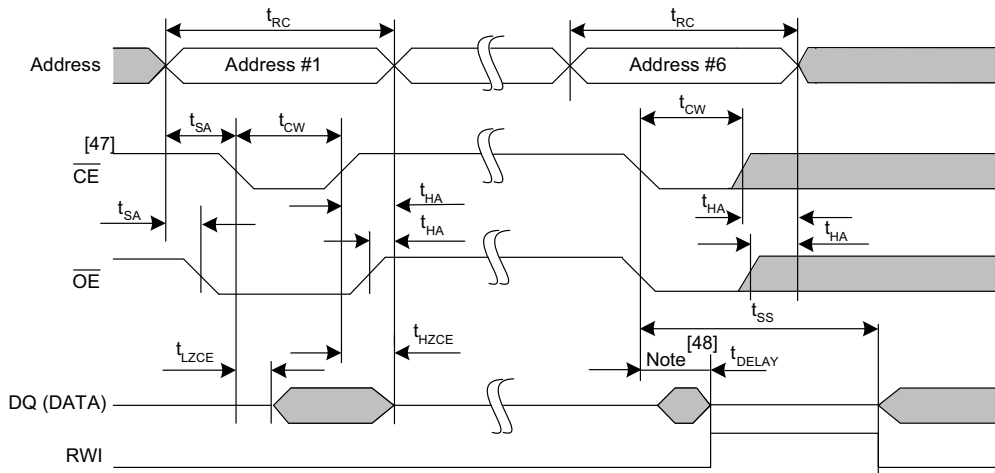 tRC tRC
Address Address #1 Address #6
tSA tCW tCW
[47]
CE
tSA tHA tHA
tHA tHA
OE
tSS
tHZCE [48]
tLZCE Note tDELAY
DQ (DATA)
RWI